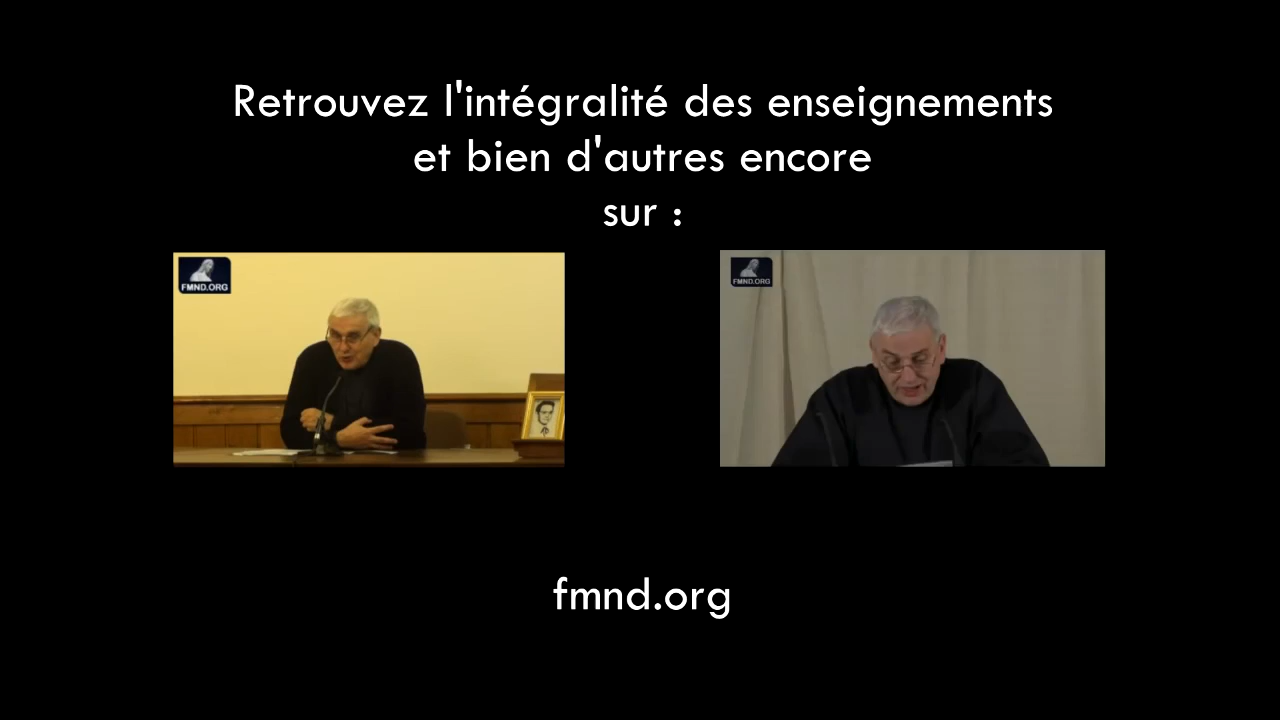 Retrouvez l'intégralité des enseignements
et bien d'autres encore
sur :
FMND.ORG
FMND.ORG
fmnd.org